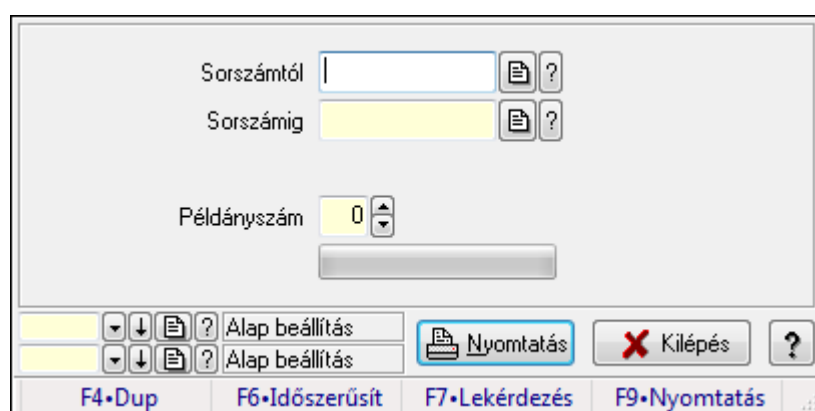 Sorszámtól ?
Sorszámig ?
Példányszám 0
? Alap beállítás
? Alap beállítás
Nyomtatás Kilépés ?
F4•Dup F6•Időszerűsít F7•Lekérdezés F9•Nyomtatás